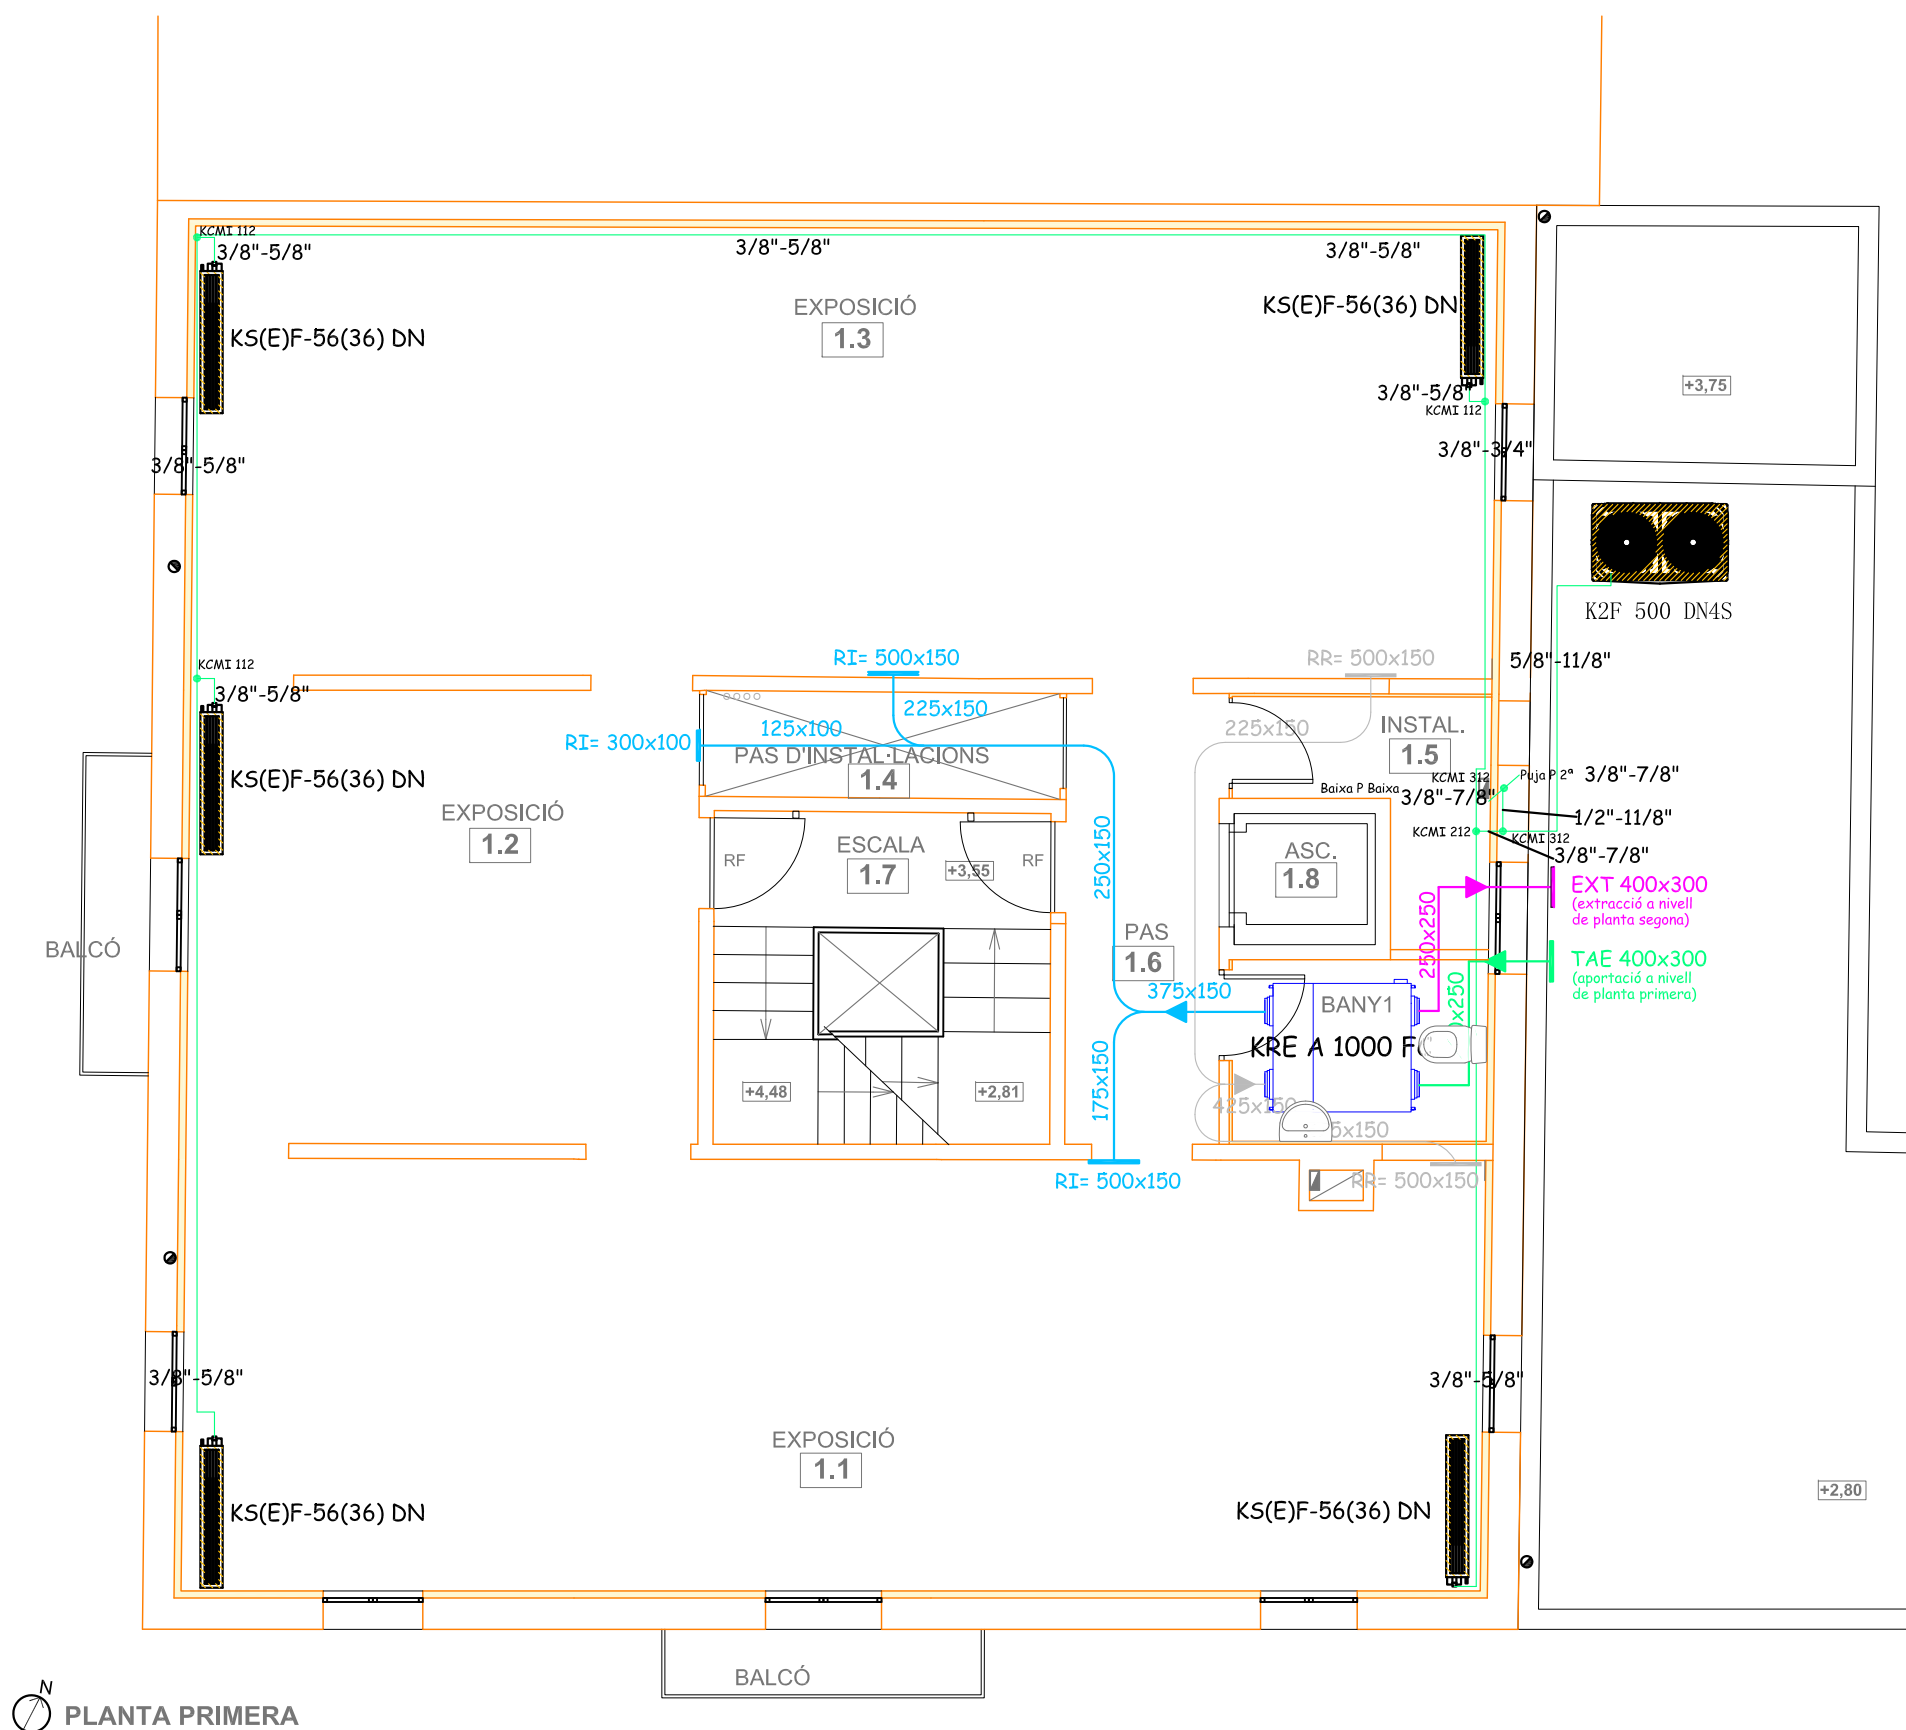 KCMI 112
3/8"-5/8"
3/8"-5/8"
3/8"-5/8"
KS(E)F-56(36) DN
EXPOSICIÓ
1.3
KS(E)F-56(36) DN
3/8"-5/8"
KCMI 112
+3,75
3/8"-5/8"
3/8"-3/4"
K2F 500 DN4S
KCMI 112
3/8"-5/8"
RI= 500x150
RR= 500x150
5/8"-11/8"
225x150
225x150
125x100
RI= 300x100
PAS D'INSTAL·LACIONS
1.4
INSTAL.
1.5
KS(E)F-56(36) DN
KCMI 312
Puja P 2ª
3/8"-7/8"
Baixa P Baixa
3/8"-7/8"
1/2"-11/8"
EXPOSICIÓ
1.2
KCMI 212
KCMI 312
3/8"-7/8"
ESCALA
1.7
RF
+3,55
RF
250x150
ASC.
1.8
EXT 400x300
(extracció a nivell
de planta segona)
250x250
BALCÓ
PAS
1.6
TAE 400x300
(aportació a nivell
de planta primera)
375x150
BANY1
KRE A 1000
175x150
+4,48
+2,81
425x150
RI= 500x150
RR= 500x150
3/8"-5/8"
3/8"-5/8"
EXPOSICIÓ
1.1
KS(E)F-56(36) DN
KS(E)F-56(36) DN
+2,80
BALCÓ
N
PLANTA PRIMERA